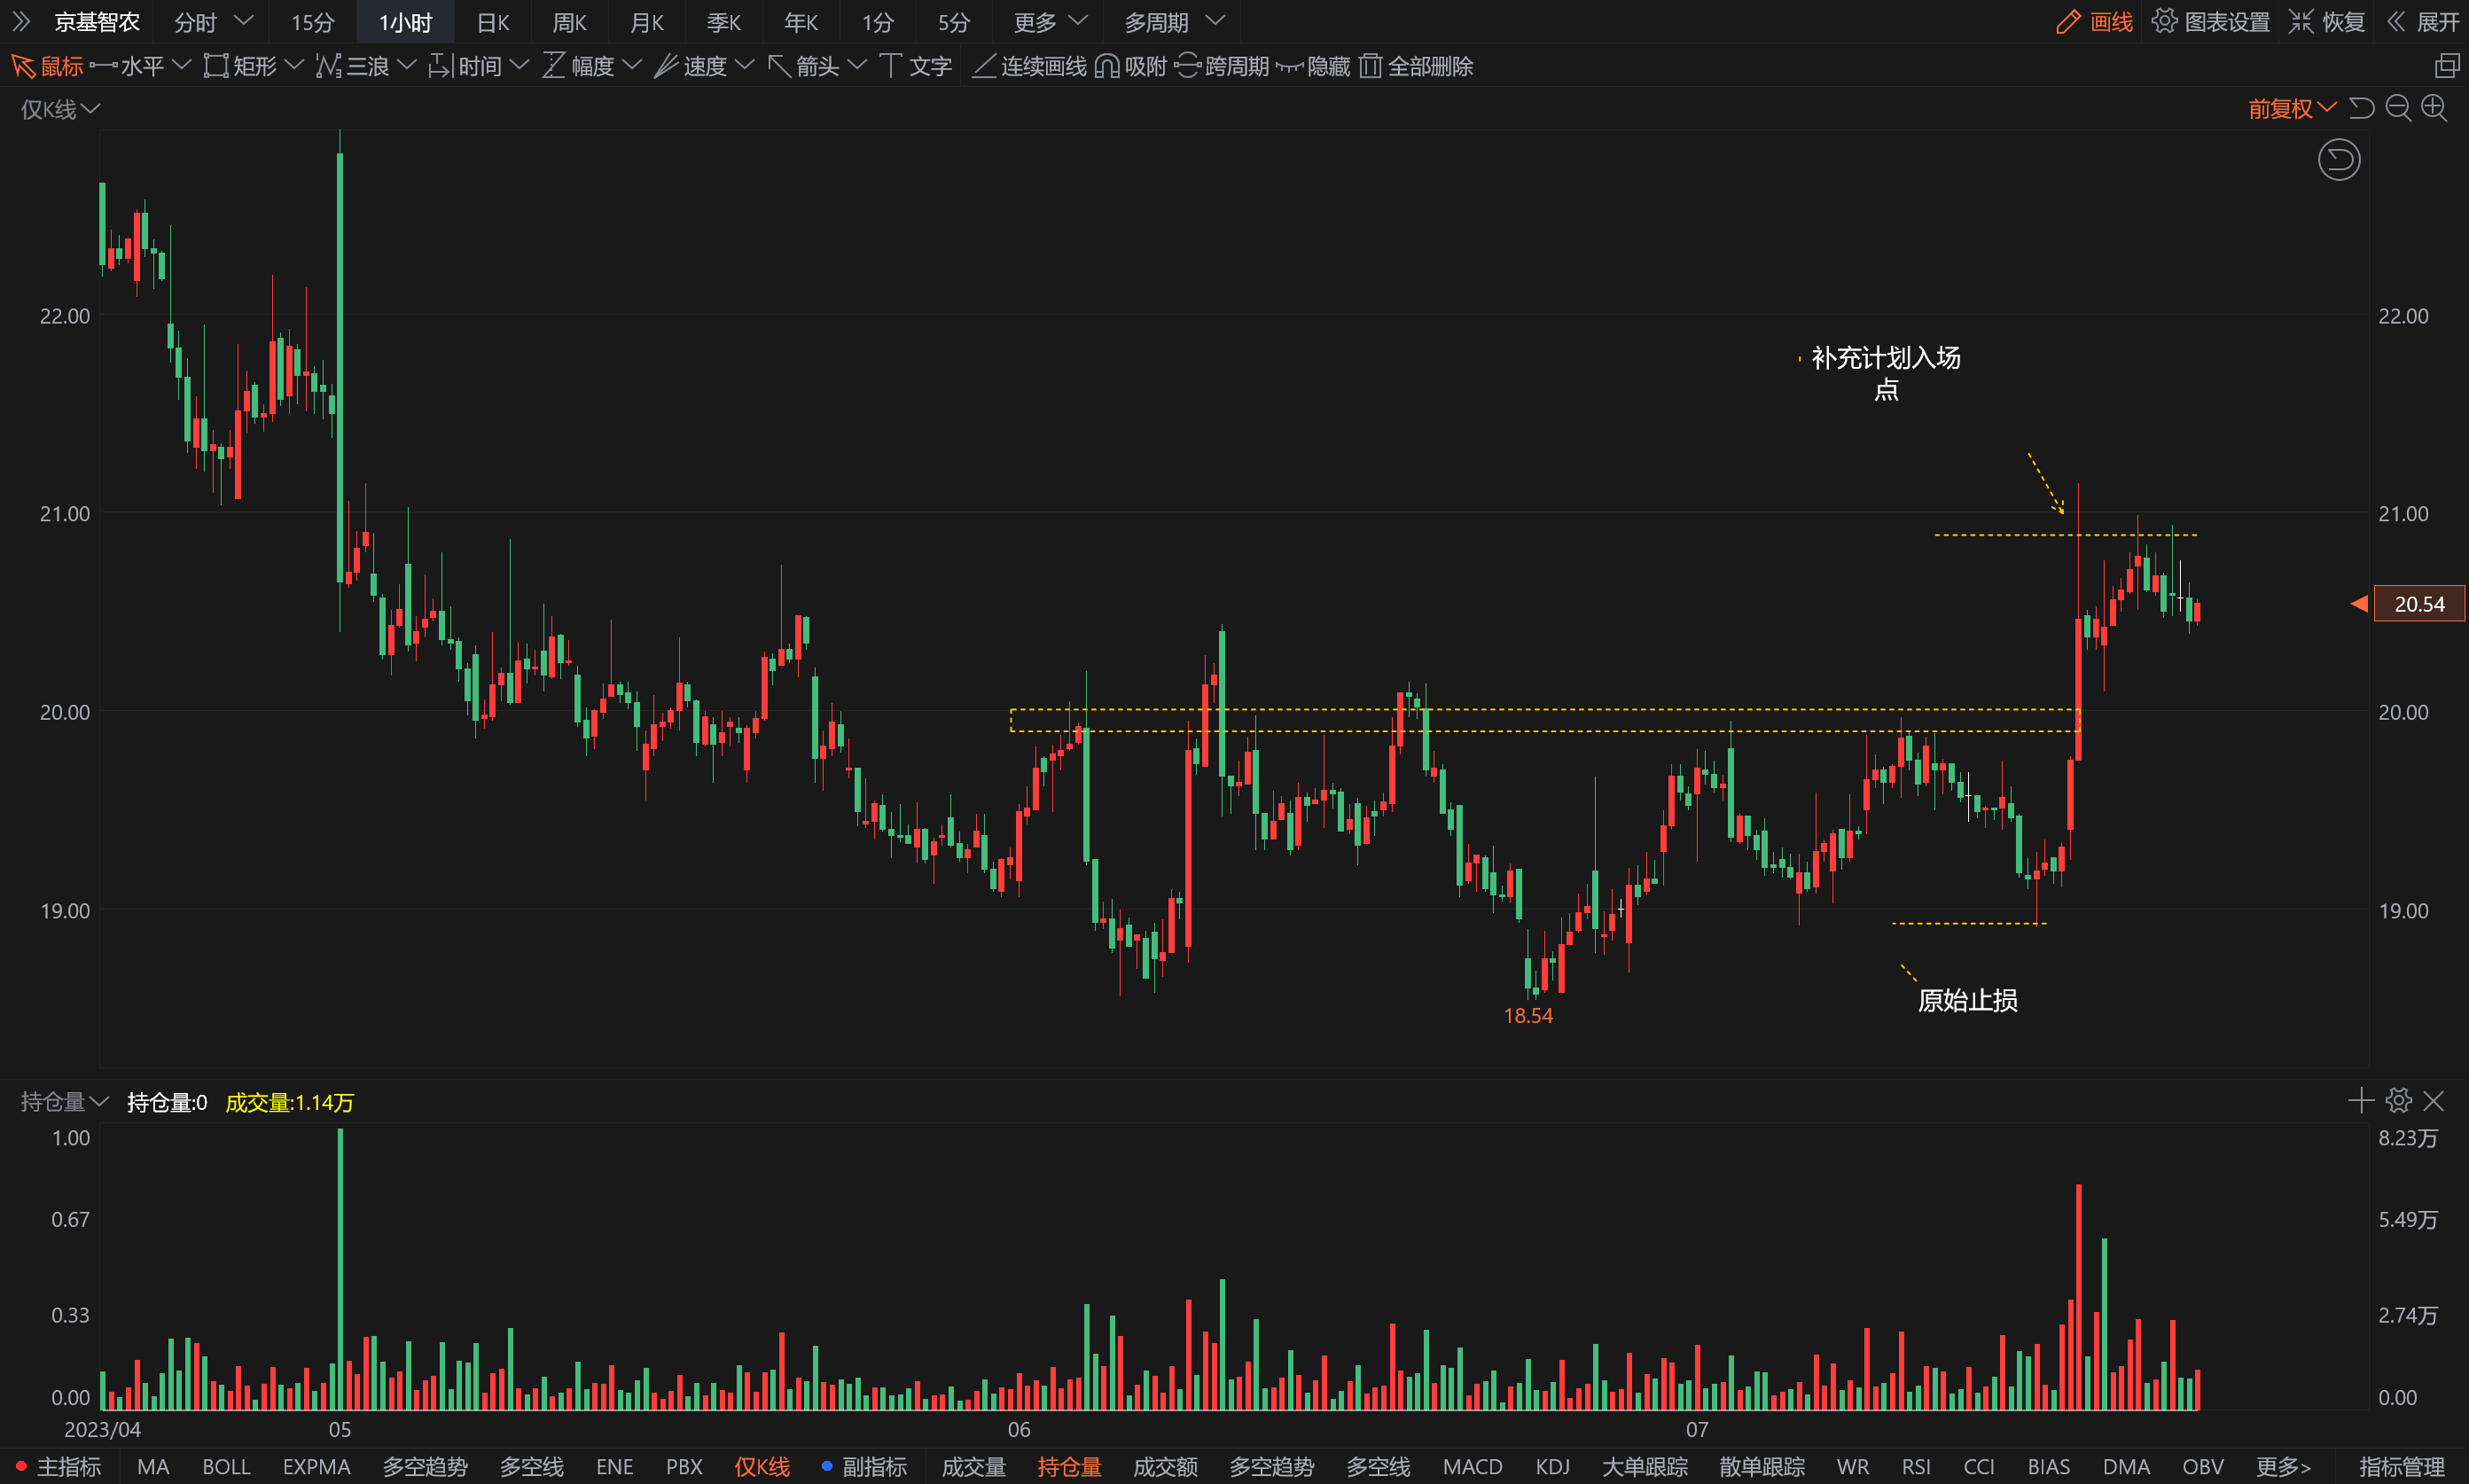 京基智农 分时 15分 1小时 日K 周K 月K 季K 年K 1分 5分 更多 多周期 画线 图表设置 恢复 展开
鼠标 水平 矩形 三浪 时间 幅度 速度 箭头 文字 连续画线 吸附 跨周期 隐藏 全部删除
仅K线 前复权
22.00 22.00
补充计划入场
点
21.00 21.00
20.54
20.00 20.00
19.00 19.00
原始止损
18.54
持仓量 持仓量:0 成交量:1.14万
1.00 8.23万
0.67 5.49万
0.33 2.74万
0.00 0.00
2023/04 05 06 07
主指标 MA BOLL EXPMA 多空趋势 多空线 ENE PBX 仅K线 副指标 成交量 持仓量 成交额 多空趋势 多空线 MACD KDJ 大单跟踪 散单跟踪 WR RSI CCI BIAS DMA OBV 更多> 指标管理